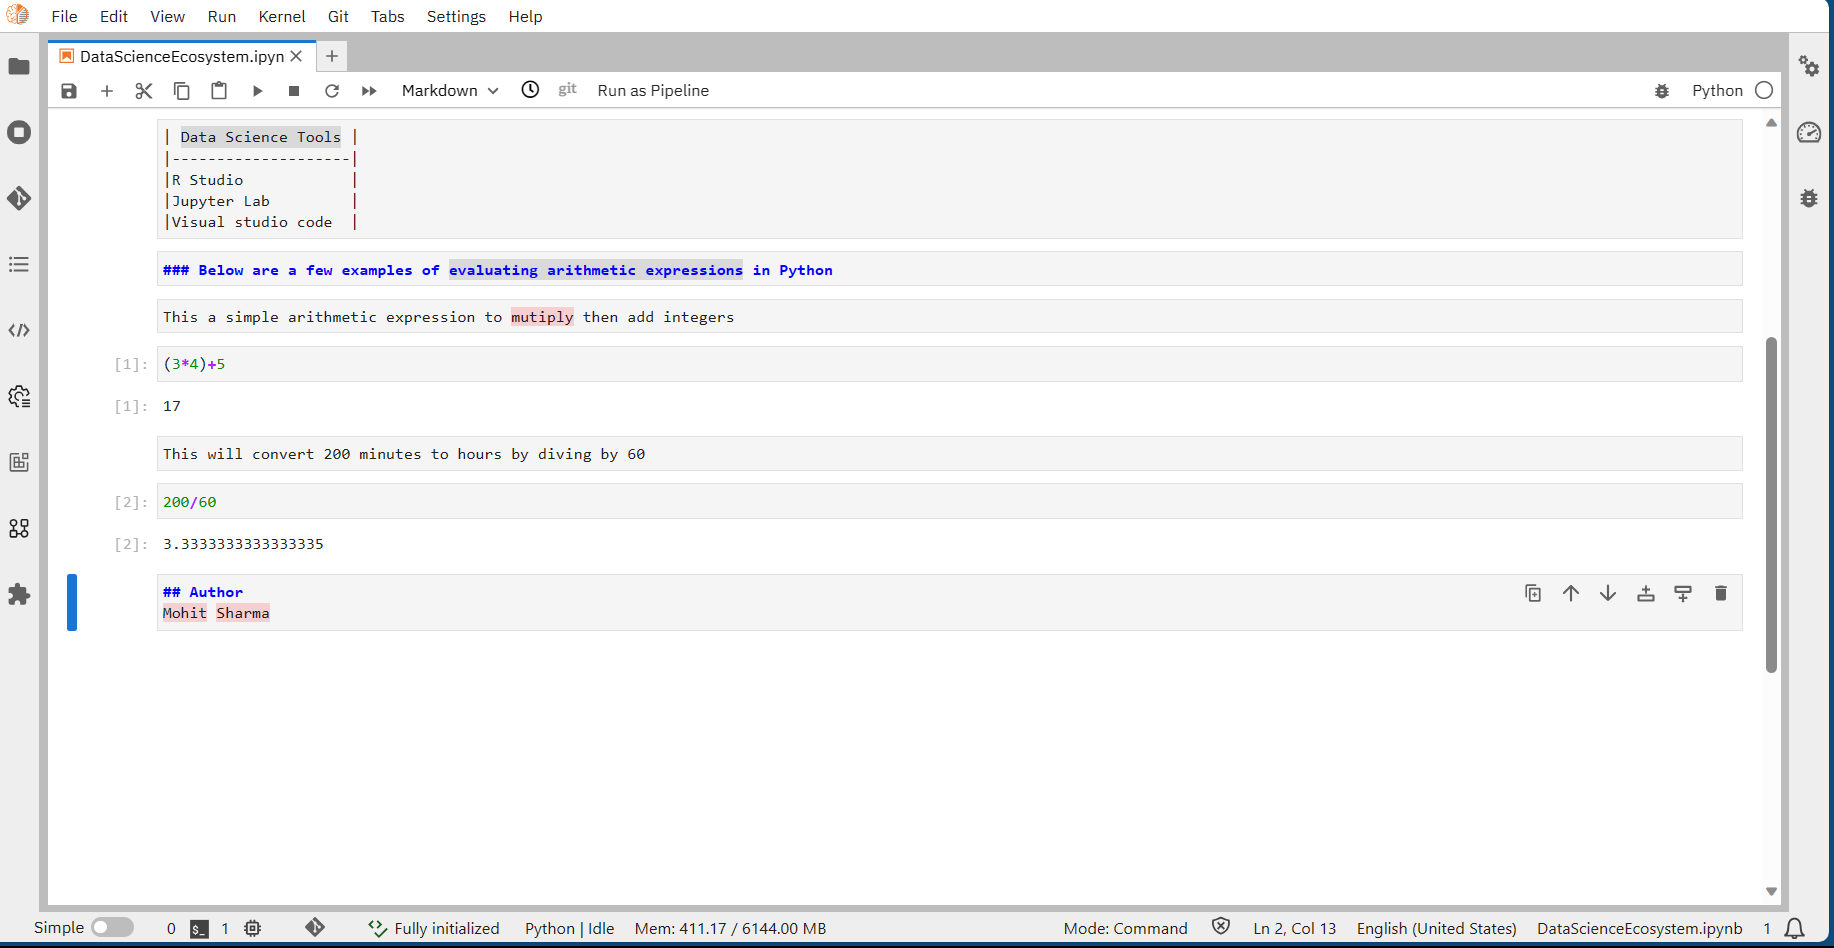 File Edit View Run Kernel Git Tabs Settings Help
DataScienceEcosystem.ipyn
Markdown git Run as Pipeline Python
| Data Science Tools |
|--------------------|
|R Studio |
|Jupyter Lab |
|Visual studio code |
### Below are a few examples of evaluating arithmetic expressions in Python
This a simple arithmetic expression to mutiply then add integers
[1]: (3*4)+5
[1]: 17
This will convert 200 minutes to hours by diving by 60
[2]: 200/60
[2]: 3.3333333333333335
## Author
Mohit Sharma
Simple 0 $_ 1 Fully initialized Python | Idle Mem: 411.17 / 6144.00 MB Mode: Command Ln 2, Col 13 English (United States) DataScienceEcosystem.ipynb 1